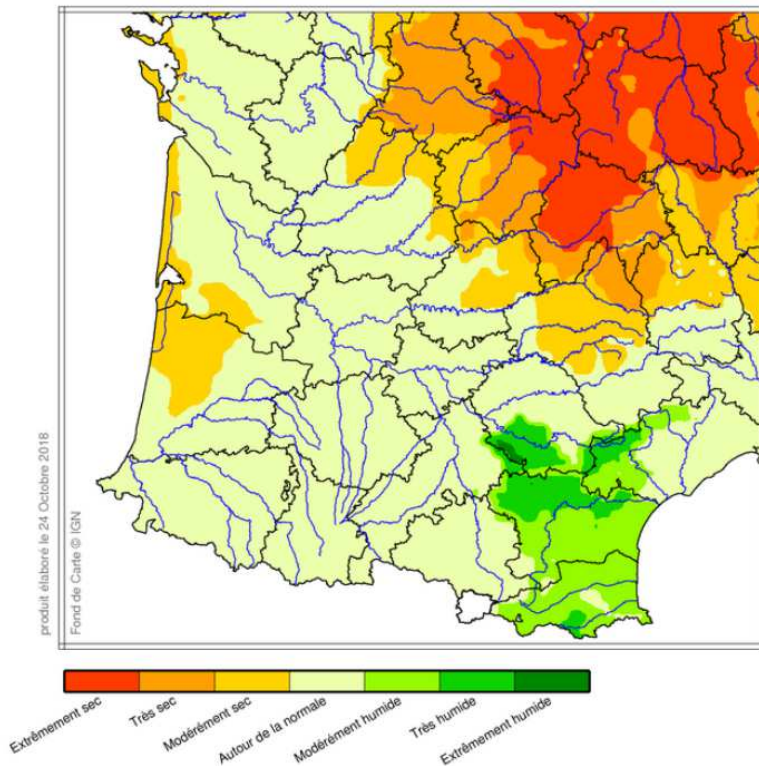 produit élaboré le 24 Octobre 2018
Fond de Carte © IGN
Extrêmement sec
Très sec
Modérément sec
Autour de la normale
Modérément humide
Très humide
Extrêmement humide